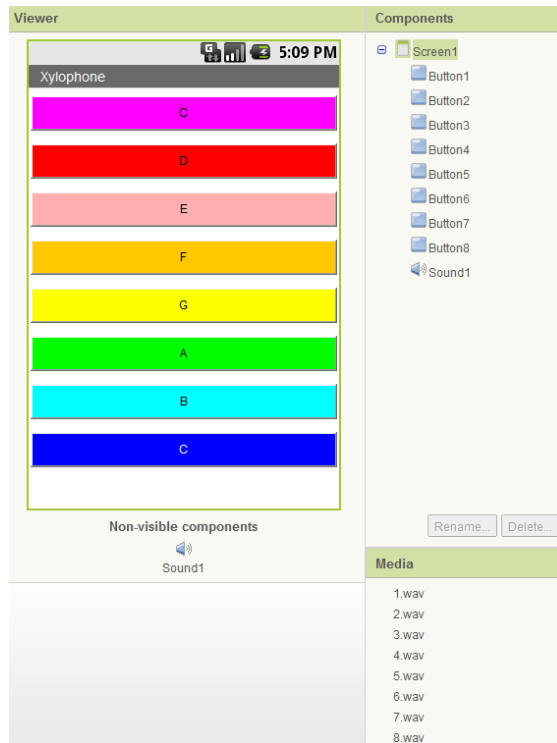 Viewer
5:09 PM
Xylophone
C
D
E
F
G
A
B
C
Non-visible components
Sound1
Components
Screen1
Button1
Button2
Button3
Button4
Button5
Button6
Button7
Button8
Sound1
Rename... Delete...
Media
1.wav
2.wav
3.wav
4.wav
5.wav
6.wav
7.wav
8.wav